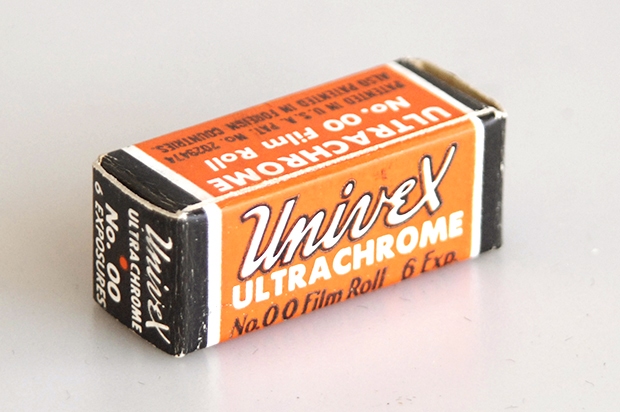 ULTRACHROME
No. 00 Film Roll
PATENTED IN U. S. A. PAT. No. 2029474
ALSO PATENTED IN FOREIGN COUNTRIES.
UniveX
ULTRACHROME
No. 00 Film Roll 6 Exp.
UniveX
ULTRACHROME
No. 00
6 EXPOSURES